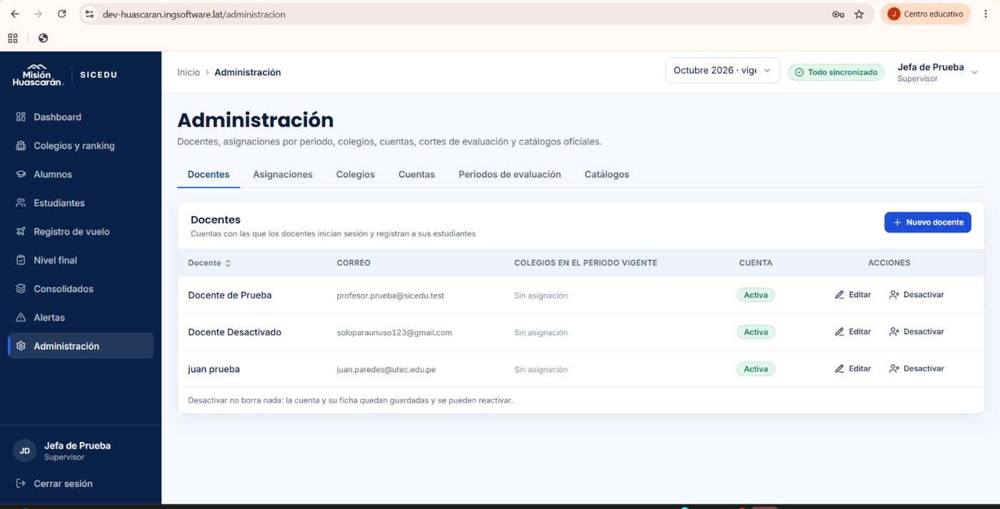 dev-huascaran.ingsoftware.lat/administracion
J Centro educativo
Misión
Huascarán.
SICEDU
Inicio > Administración
Octubre 2026 · vige
Todo sincronizado
Jefa de Prueba
Supervisor
Dashboard
Colegios y ranking
Alumnos
Estudiantes
Registro de vuelo
Nivel final
Consolidados
Alertas
Administración
JD
Jefa de Prueba
Supervisor
Cerrar sesión
Administración
Docentes, asignaciones por periodo, colegios, cuentas, cortes de evaluación y catálogos oficiales.
Docentes Asignaciones Colegios Cuentas Periodos de evaluación Catálogos
Docentes
Cuentas con las que los docentes inician sesión y registran a sus estudiantes
+ Nuevo docente
Docente CORREO COLEGIOS EN EL PERIODO VIGENTE CUENTA ACCIONES
Docente de Prueba profesor.prueba@sicedu.test Sin asignación Activa Editar Desactivar
Docente Desactivado soloparaunuso123@gmail.com Sin asignación Activa Editar Desactivar
juan prueba juan.paredes@utec.edu.pe Sin asignación Activa Editar Desactivar
Desactivar no borra nada: la cuenta y su ficha quedan guardadas y se pueden reactivar.